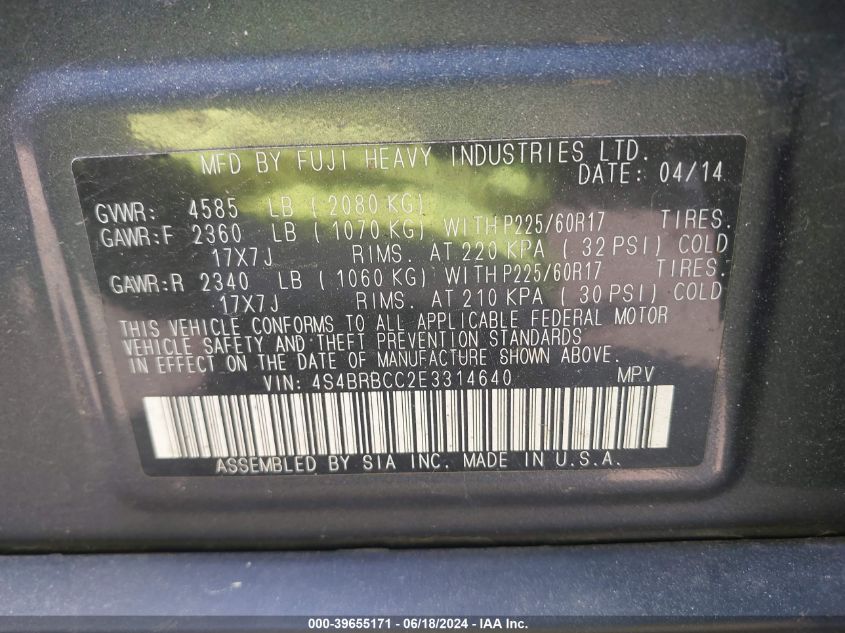 MFD BY FUJI HEAVY INDUSTRIES LTD.
DATE: 04/14
GVWR: 4585 LB ( 2080 KG)
GAWR:F 2360 LB ( 1070 KG) WITH P225/60R17 TIRES.
17X7J RIMS. AT 220 KPA ( 32 PSI) COLD
GAWR:R 2340 LB ( 1060 KG) WITH P225/60R17 TIRES.
17X7J RIMS AT 210 KPA ( 30 PSI) COLD
THIS VEHICLE CONFORMS TO ALL APPLICABLE FEDERAL MOTOR
VEHICLE SAFETY AND THEFT PREVENTION STANDARDS
IN EFFECT ON THE DATE OF MANUFACTURE SHOWN ABOVE.
VIN: 4S4BRBCC2E3314640 MPV
ASSEMBLED BY SIA INC. MADE IN U.S.A.
000-39655171 - 06/18/2024 - IAA Inc.